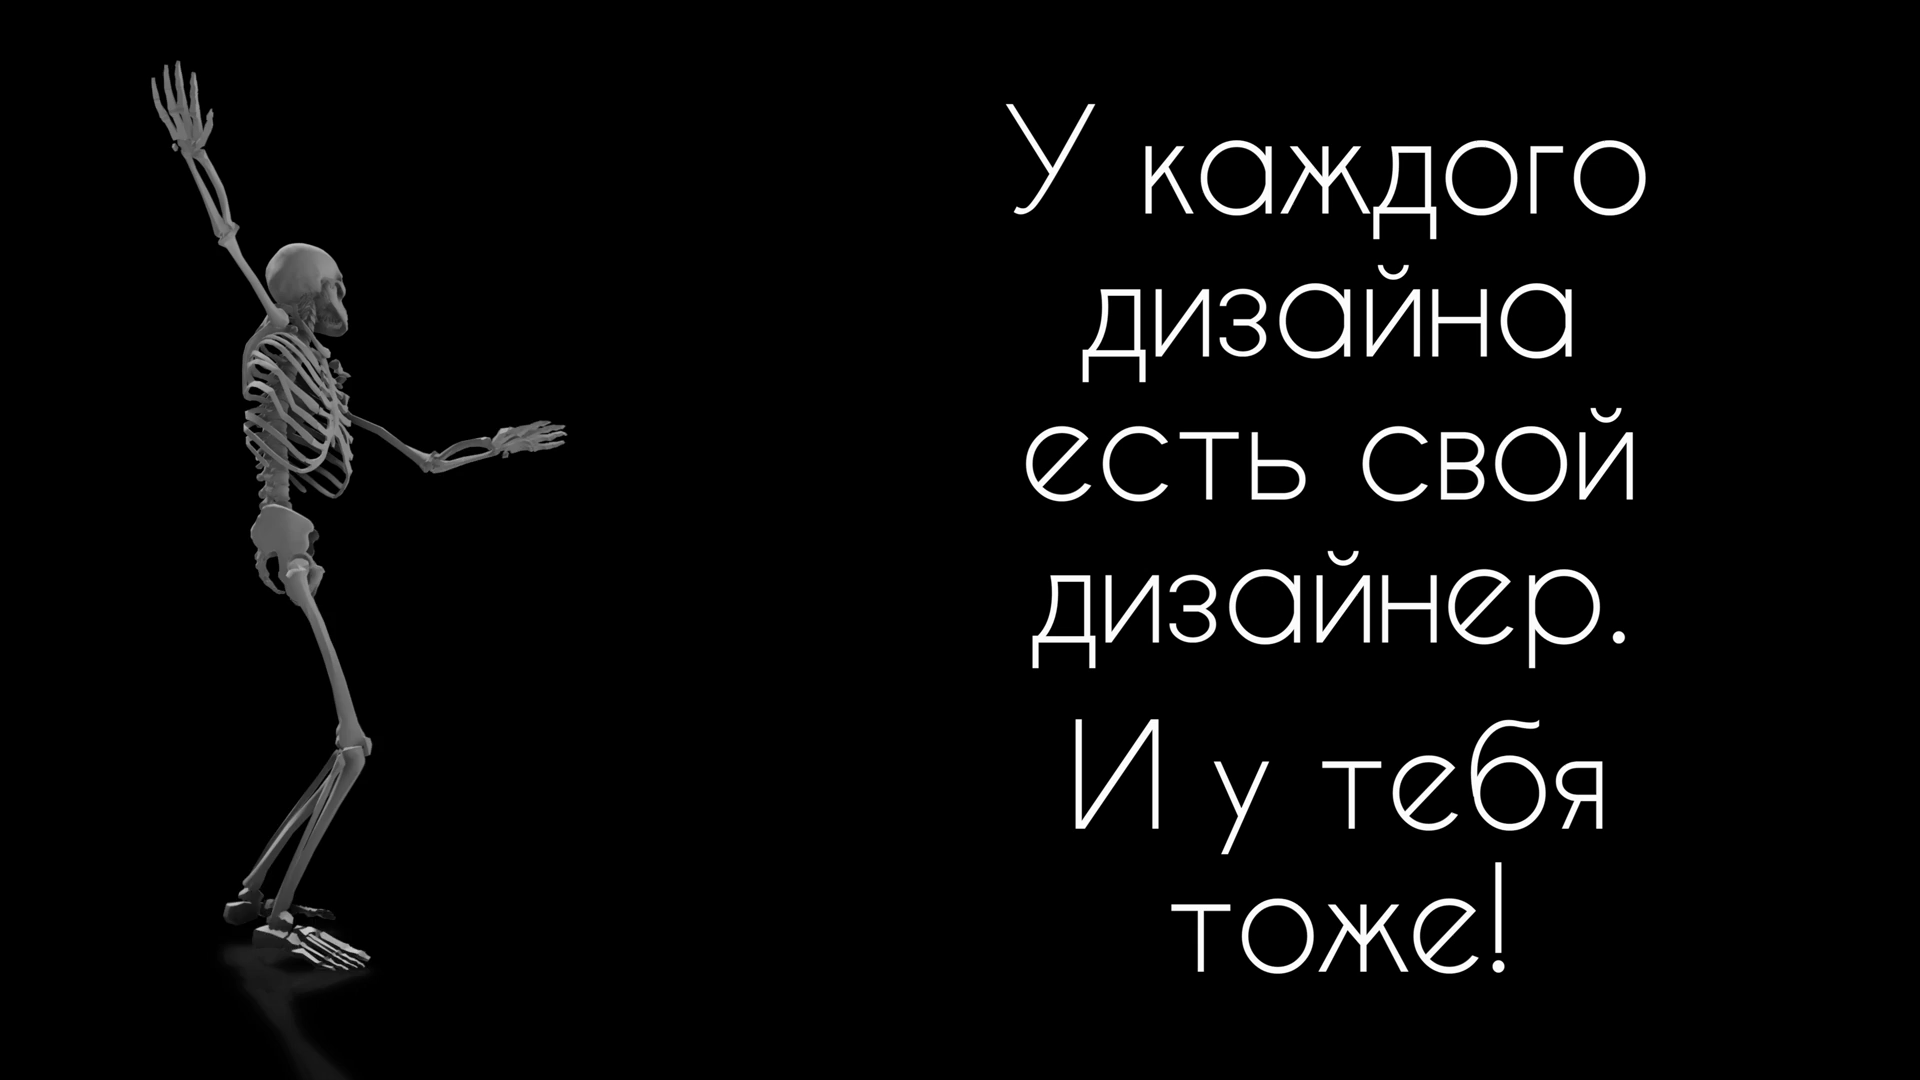 У каждого
дизайна
есть свой
дизайнер.
И у тебя
тоже!